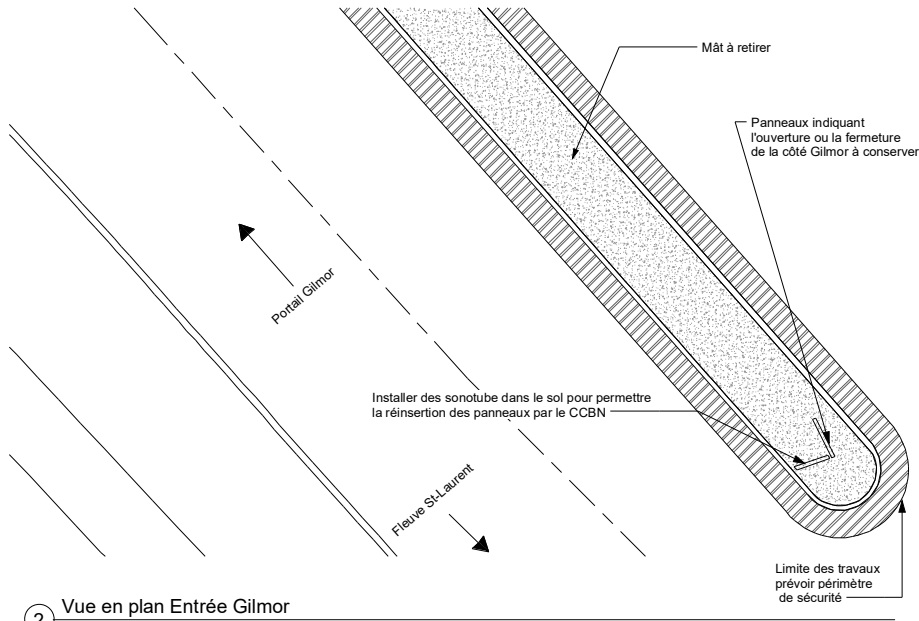 Mât à retirer
Panneaux indiquant
l'ouverture ou la fermeture
de la côté Gilmor à conserver
Portail Gilmor
Installer des sonotube dans le sol pour permettre
la réinsertion des panneaux par le CCBN
Fleuve St-Laurent
Limite des travaux
prévoir périmètre
de sécurité
Vue en plan Entrée Gilmor
2